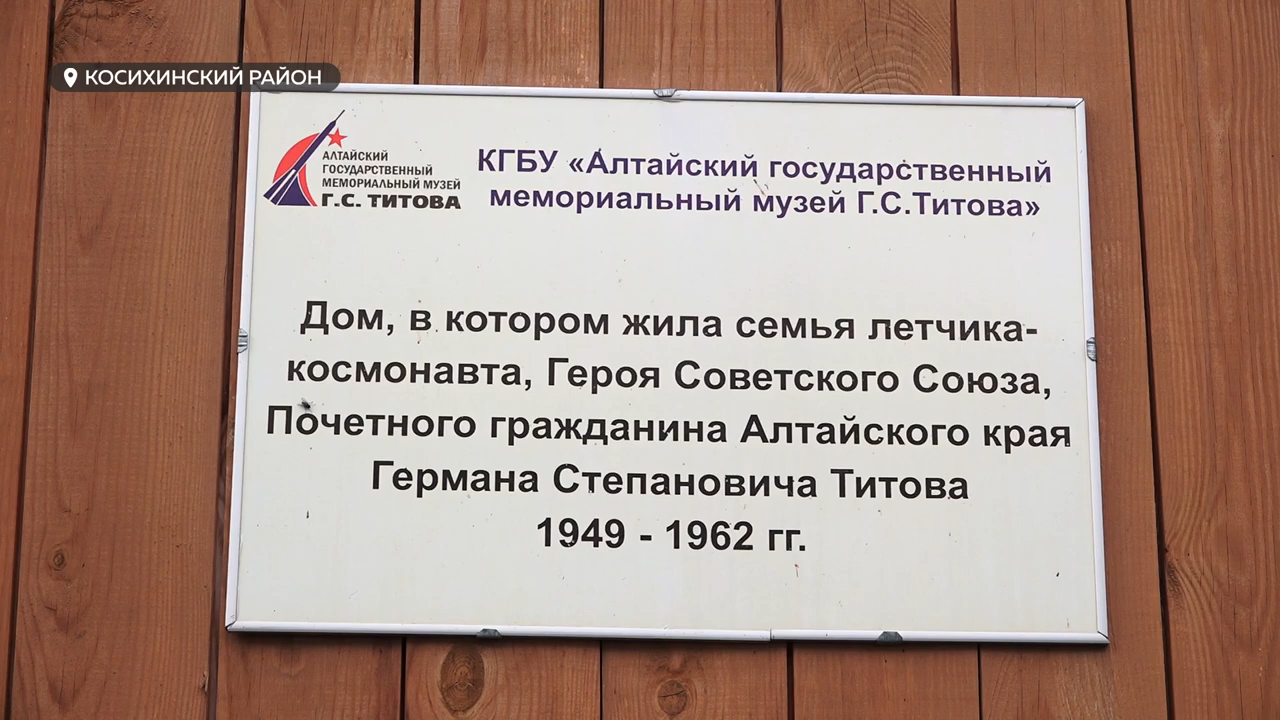 КОСИХИНСКИЙ РАЙОН
АЛТАЙСКИЙ
ГОСУДАРСТВЕННЫЙ
МЕМОРИАЛЬНЫЙ МУЗЕЙ
Г.С. ТИТОВА
КГБУ «Алтайский государственный
мемориальный музей Г.С.Титова»
Дом, в котором жила семья летчика-
космонавта, Героя Советского Союза,
Почетного гражданина Алтайского края
Германа Степановича Титова
1949 - 1962 гг.